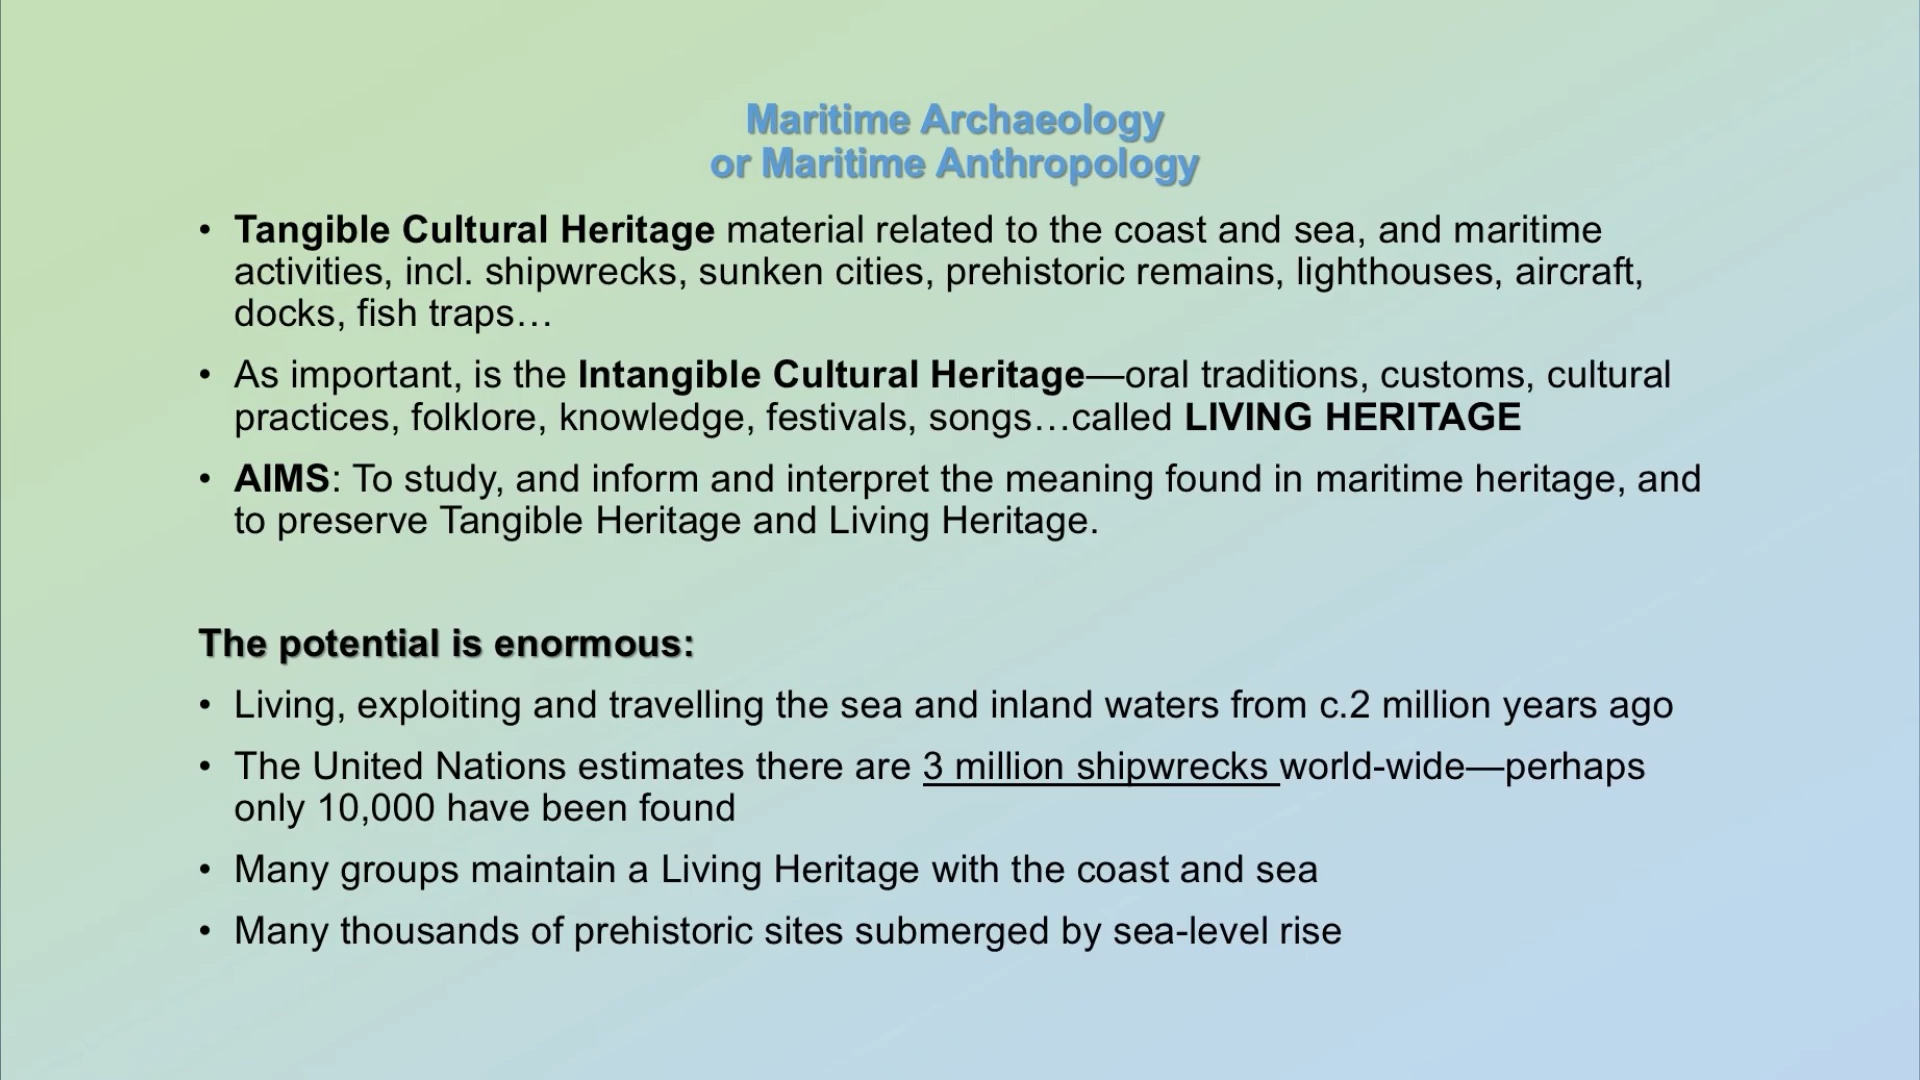 Maritime Archaeology
or Maritime Anthropology
• Tangible Cultural Heritage material related to the coast and sea, and maritime
activities, incl. shipwrecks, sunken cities, prehistoric remains, lighthouses, aircraft,
docks, fish traps…
• As important, is the Intangible Cultural Heritage—oral traditions, customs, cultural
practices, folklore, knowledge, festivals, songs…called LIVING HERITAGE
• AIMS: To study, and inform and interpret the meaning found in maritime heritage, and
to preserve Tangible Heritage and Living Heritage.
The potential is enormous:
• Living, exploiting and travelling the sea and inland waters from c.2 million years ago
• The United Nations estimates there are 3 million shipwrecks world-wide—perhaps
only 10,000 have been found
• Many groups maintain a Living Heritage with the coast and sea
• Many thousands of prehistoric sites submerged by sea-level rise